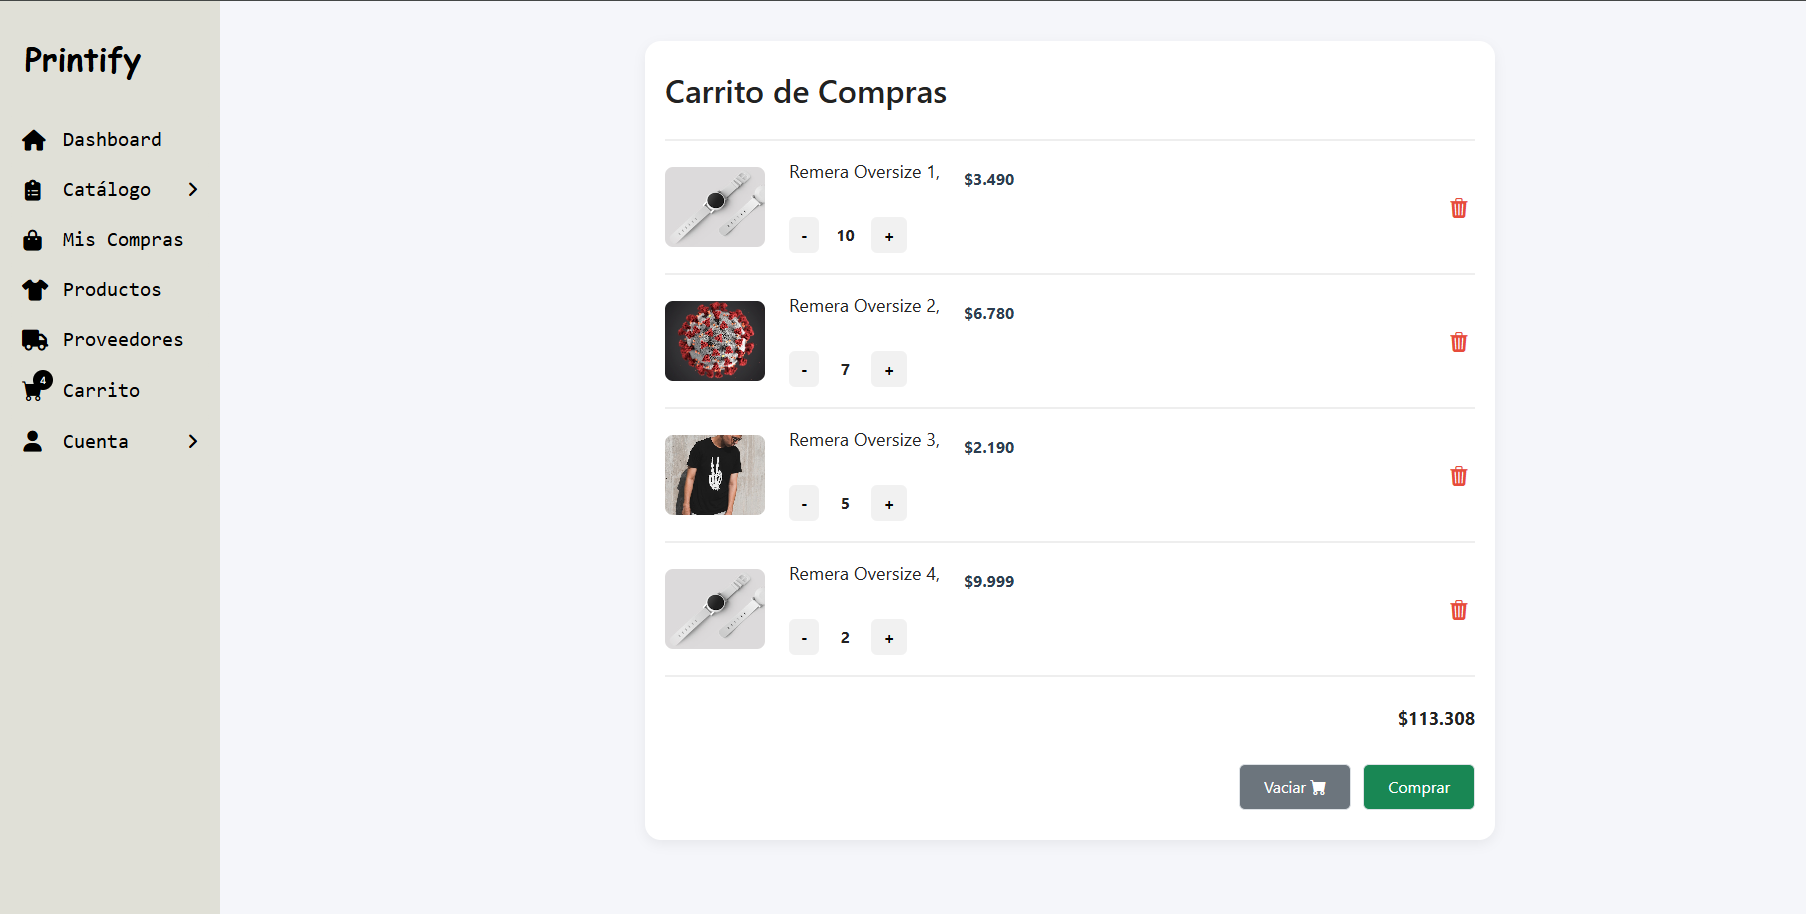 Printify
Dashboard
Catálogo
Mis Compras
Productos
Proveedores
4
Carrito
Cuenta
Carrito de Compras
Remera Oversize 1,
$3.490
- 10 +
Remera Oversize 2,
$6.780
- 7 +
Remera Oversize 3,
$2.190
- 5 +
Remera Oversize 4,
$9.999
- 2 +
$113.308
Vaciar
Comprar